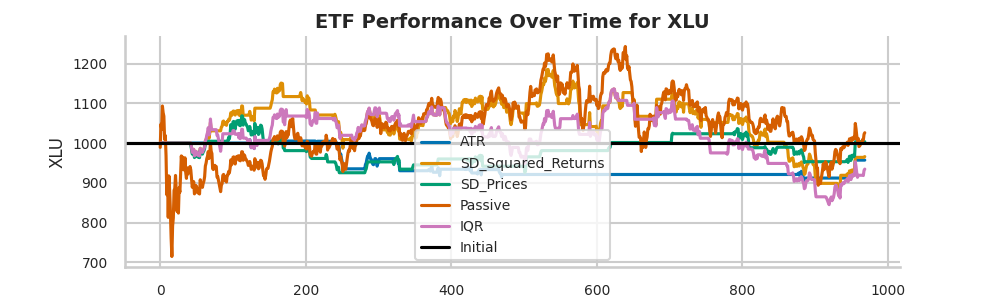 ETF Performance Over Time for XLU
XLU
1200
1100
1000
900
800
700
ATR
SD_Squared_Returns
SD_Prices
Passive
IQR
Initial
0 200 400 600 800 1000